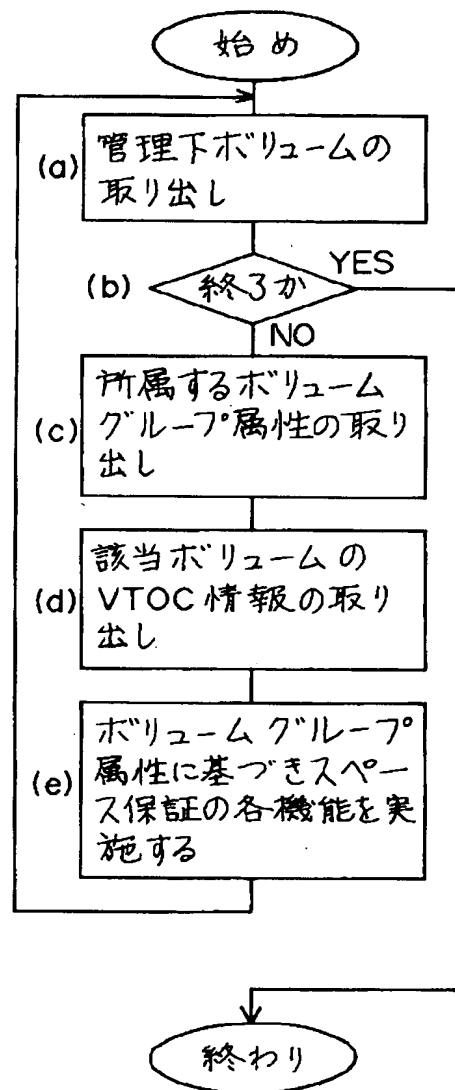 始め
(a)
管理下ボリュームの
取り出し
(b)
終了か
YES
NO
(c)
所属するボリューム
グループ属性の取り
出し
(d)
該当ボリュームの
VTOC情報の取り
出し
(e)
ボリュームグループ
属性に基づきスペー
ス保証の各機能を実
施する
終わり